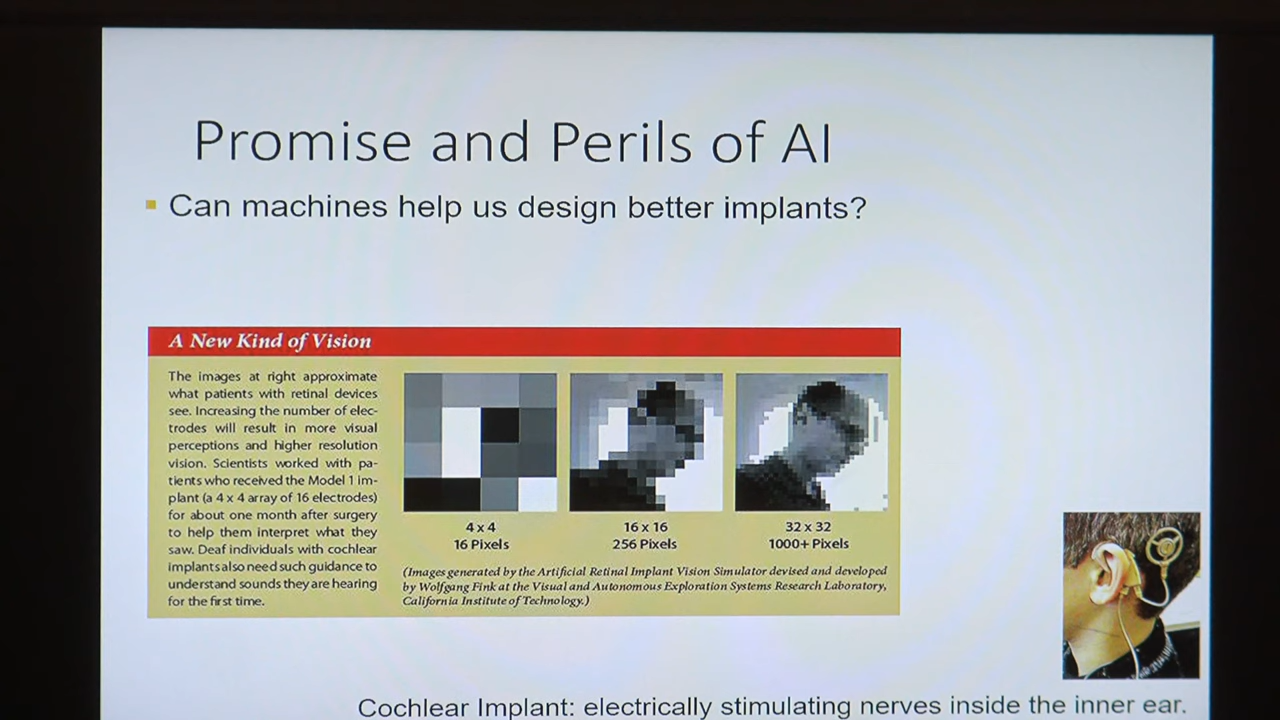 Promise and Perils of AI
Can machines help us design better implants?
A New Kind of Vision
The images at right approximate
what patients with retinal devices
see. Increasing the number of elec-
trodes will result in more visual
perceptions and higher resolution
vision. Scientists worked with pa-
tients who received the Model 1 im-
plant (a 4 x 4 array of 16 electrodes)
for about one month after surgery
to help them interpret what they
saw. Deaf individuals with cochlear
implants also need such guidance to
understand sounds they are hearing
for the first time.
4 x 4
16 Pixels
16 x 16
256 Pixels
32 x 32
1000+ Pixels
(Images generated by the Artificial Retinal Implant Vision Simulator devised and developed
by Wolfgang Fink at the Visual and Autonomous Exploration Systems Research Laboratory,
California Institute of Technology.)
Cochlear Implant: electrically stimulating nerves inside the inner ear.